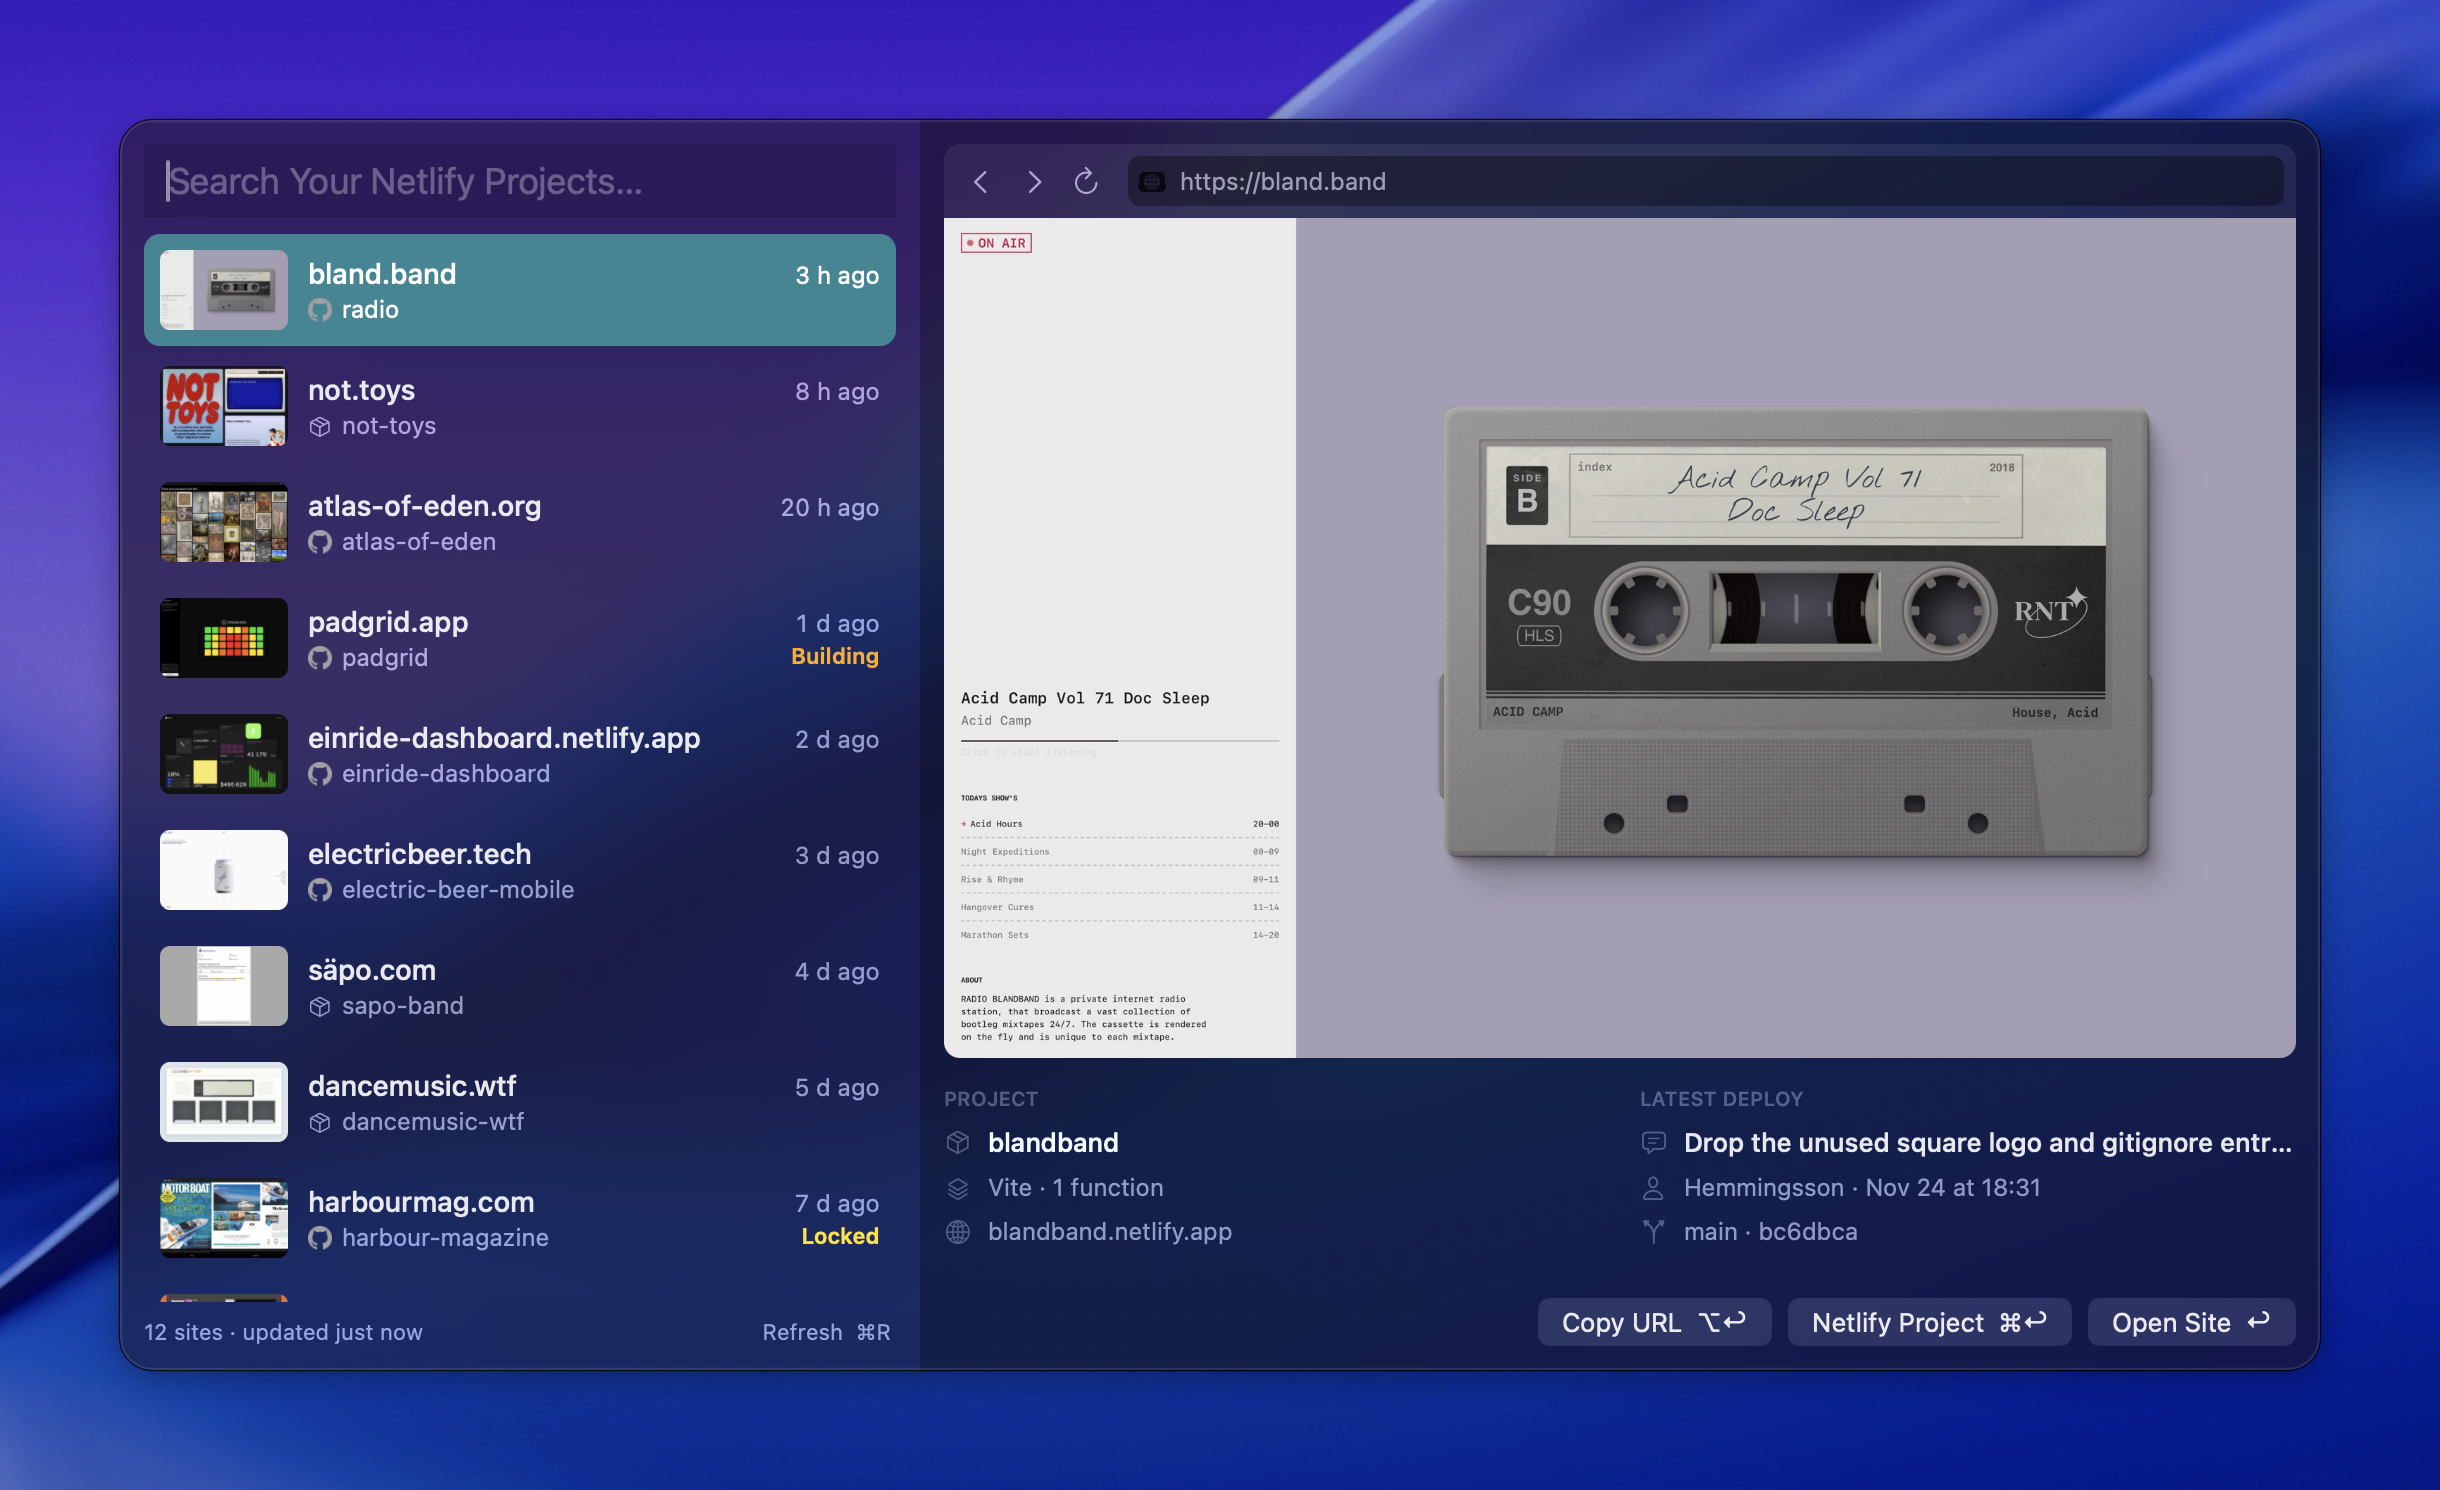 Search Your Netlify Projects...
bland.band
3 h ago
radio
NOT TOYS
not.toys
8 h ago
not-toys
atlas-of-eden.org
20 h ago
atlas-of-eden
padgrid.app
1 d ago
padgrid
Building
einride-dashboard.netlify.app
2 d ago
einride-dashboard
electricbeer.tech
3 d ago
electric-beer-mobile
säpo.com
4 d ago
sapo-band
dancemusic.wtf
5 d ago
dancemusic-wtf
MOTOR BOAT
harbourmag.com
7 d ago
harbour-magazine
Locked
12 sites · updated just now
Refresh ⌘R
https://bland.band
ON AIR
Acid Camp Vol 71 Doc Sleep
Acid Camp
Click to start listening
TODAYS SHOW'S
→ Acid Hours 20—00
Night Expeditions 00—09
Rise & Rhyme 09—11
Hangover Cures 11—14
Marathon Sets 14—20
ABOUT
RADIO BLANDBAND is a private internet radio
station, that broadcast a vast collection of
bootleg mixtapes 24/7. The cassette is rendered
on the fly and is unique to each mixtape.
SIDE
B
index
2018
Acid Camp Vol 71
Doc Sleep
C90
HLS
RNT
ACID CAMP
House, Acid
PROJECT
blandband
Vite · 1 function
blandband.netlify.app
LATEST DEPLOY
Drop the unused square logo and gitignore entr...
Hemmingsson · Nov 24 at 18:31
main · bc6dbca
Copy URL ⌥↩
Netlify Project ⌘↩
Open Site ↩